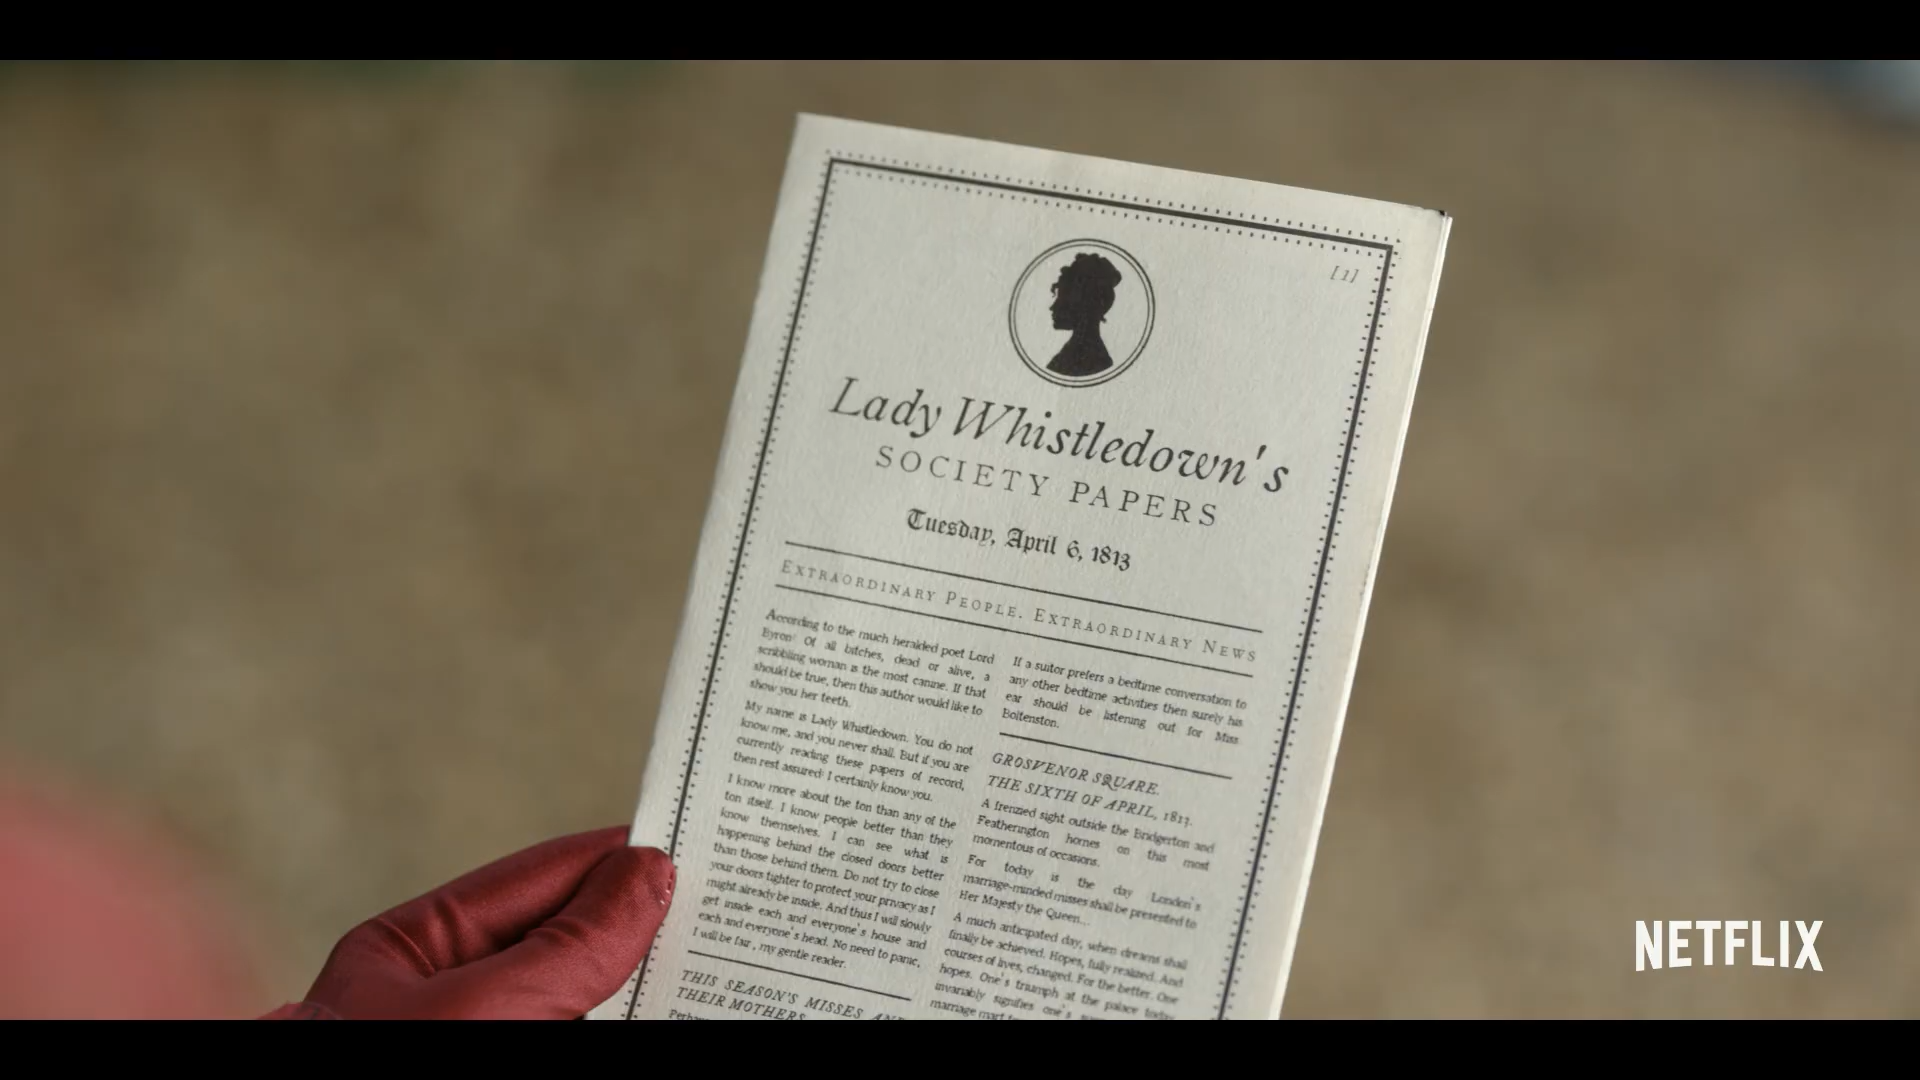 [1]
Lady Whistledown's
SOCIETY PAPERS
Tuesday, April 6, 1813
EXTRAORDINARY PEOPLE. EXTRAORDINARY NEWS
According to the much heralded poet Lord
Byron: Of all bitches, dead or alive, a
scribbling woman is the most canine. If that
should be true, then this author would like to
show you her teeth.
My name is Lady Whistledown. You do not
know me, and you never shall. But if you are
currently reading these papers of record,
then rest assured: I certainly know you.
I know more about the ton than any of the
ton itself. I know people better than they
know themselves. I can see what is
happening behind the closed doors better
than those behind them. Do not try to close
your doors tighter to protect your privacy as I
might already be inside. And thus I will slowly
get inside each and everyone's house and
each and everyone's head. No need to panic,
I will be fair, my gentle reader.
THIS SEASON'S MISSES AND
THEIR MOTHERS
If a suitor prefers a bedtime conversation to
any other bedtime activities then surely his
ear should be listening out for Miss
Boltenston.
GROSVENOR SQUARE.
THE SIXTH OF APRIL, 1813.
A frenzied sight outside the Bridgerton and
Featherington homes on this most
momentous of occasions.
For today is the day London's
marriage-minded misses shall be presented to
Her Majesty the Queen...
A much anticipated day, when dreams shall
finally be achieved. Hopes, fully realized. And
courses of lives, changed. For the better. One
hopes. One's triumph at the palace today
invariably signifies one's
marriage mart
NETFLIX